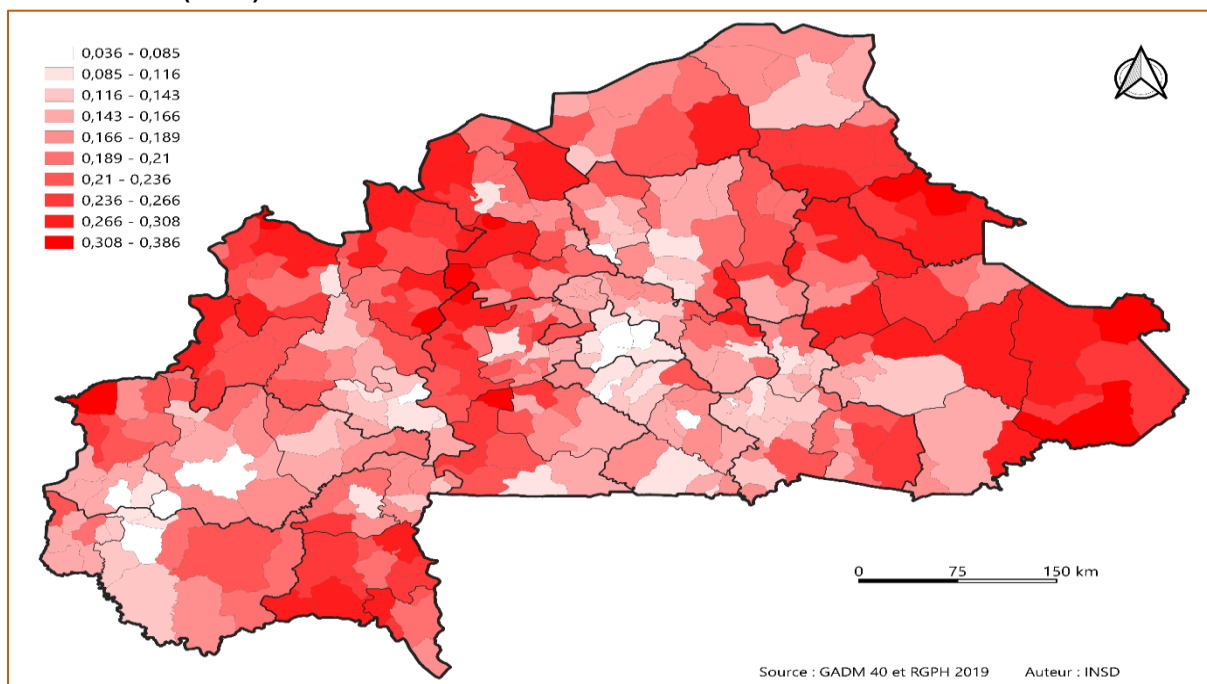 0,036 - 0,085
0,085 - 0,116
0,116 - 0,143
0,143 - 0,166
0,166 - 0,189
0,189 - 0,21
0,21 - 0,236
0,236 - 0,266
0,266 - 0,308
0,308 - 0,386
0 75 150 km
Source : GADM 40 et RGPH 2019 Auteur : INSD